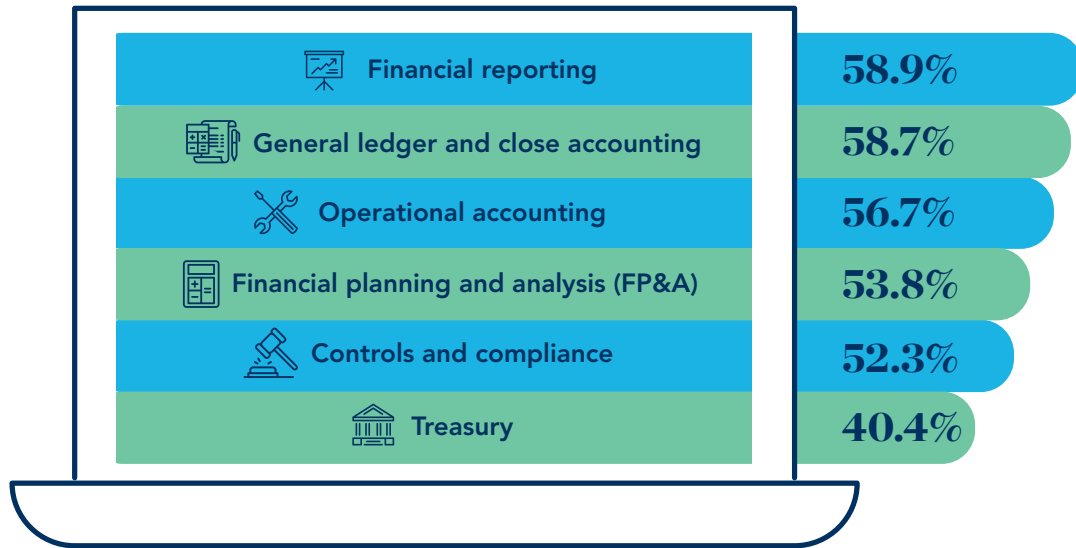 Financial reporting 58.9%
General ledger and close accounting 58.7%
Operational accounting 56.7%
Financial planning and analysis (FP&A) 53.8%
Controls and compliance 52.3%
Treasury 40.4%